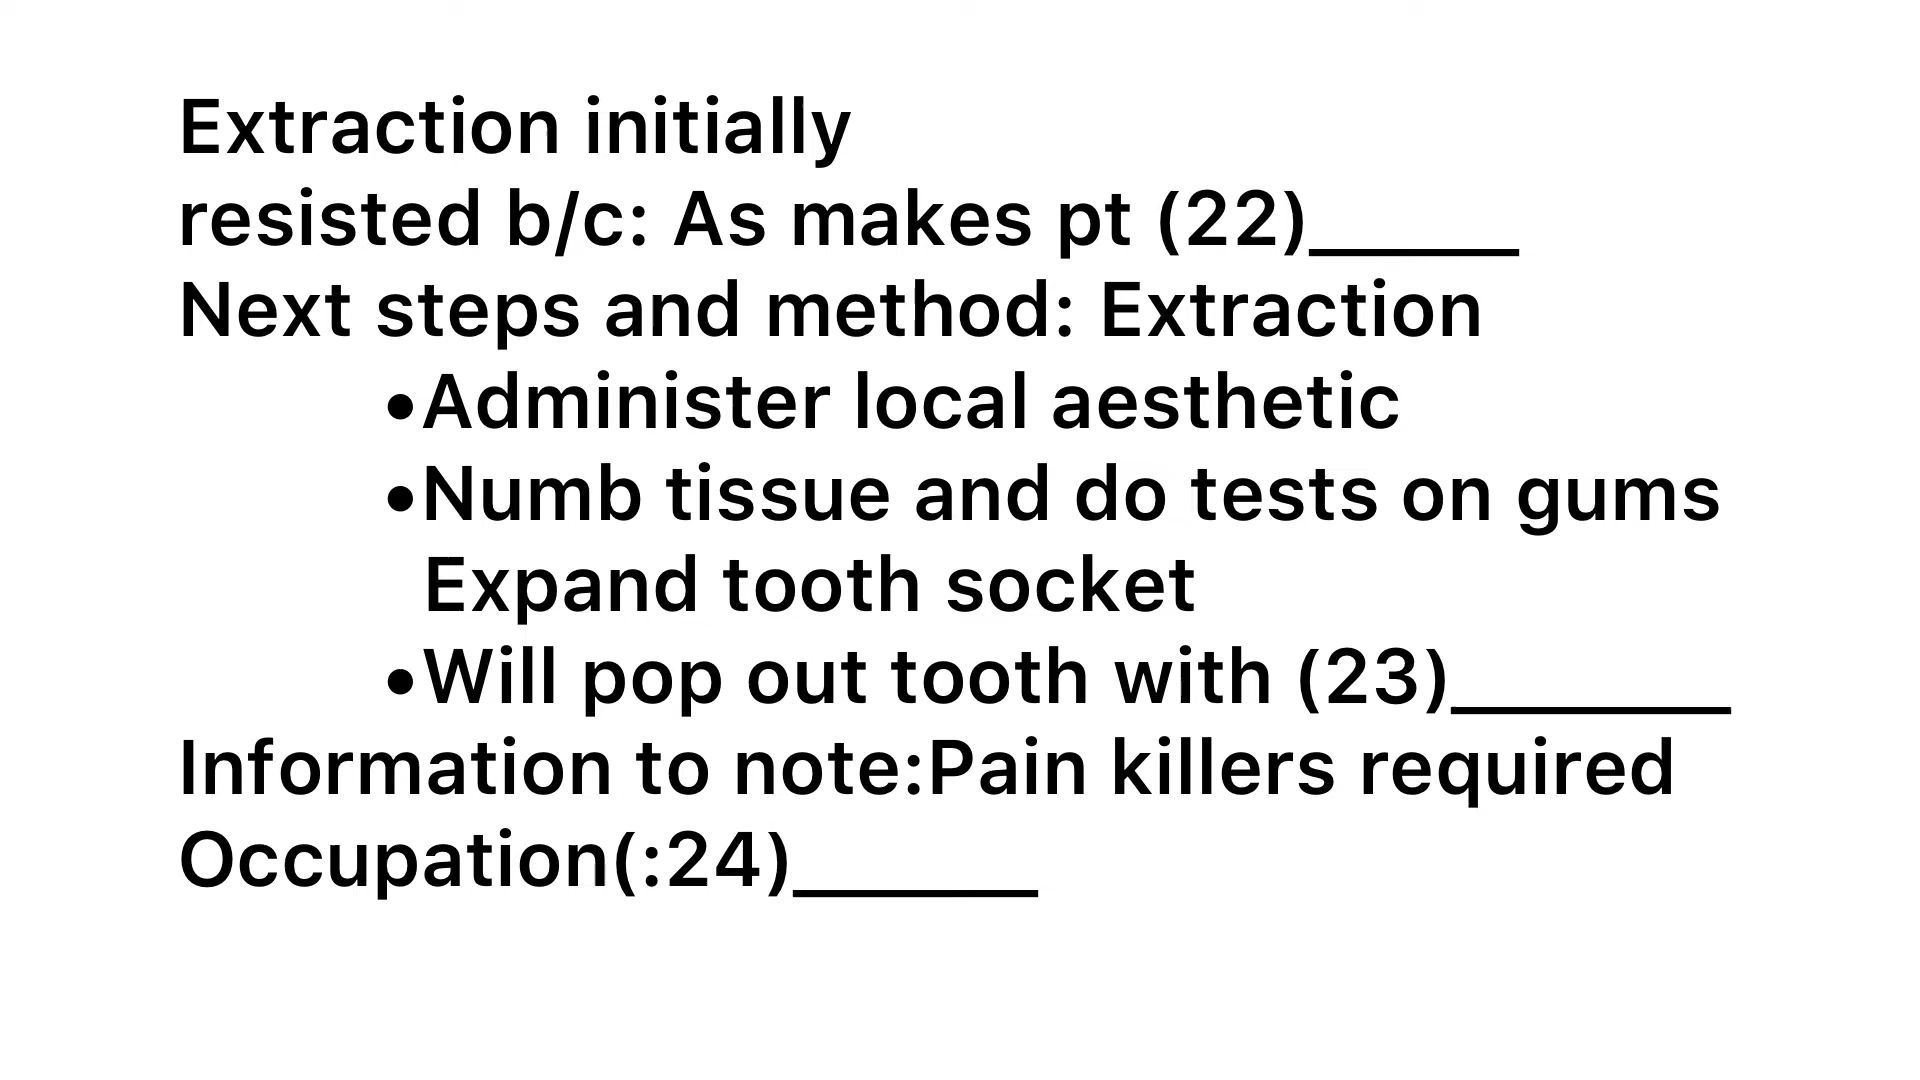 Extraction initially
resisted b/c: As makes pt (22)______
Next steps and method: Extraction
•Administer local aesthetic
•Numb tissue and do tests on gums
Expand tooth socket
•Will pop out tooth with (23)________
Information to note:Pain killers required
Occupation(:24)_______